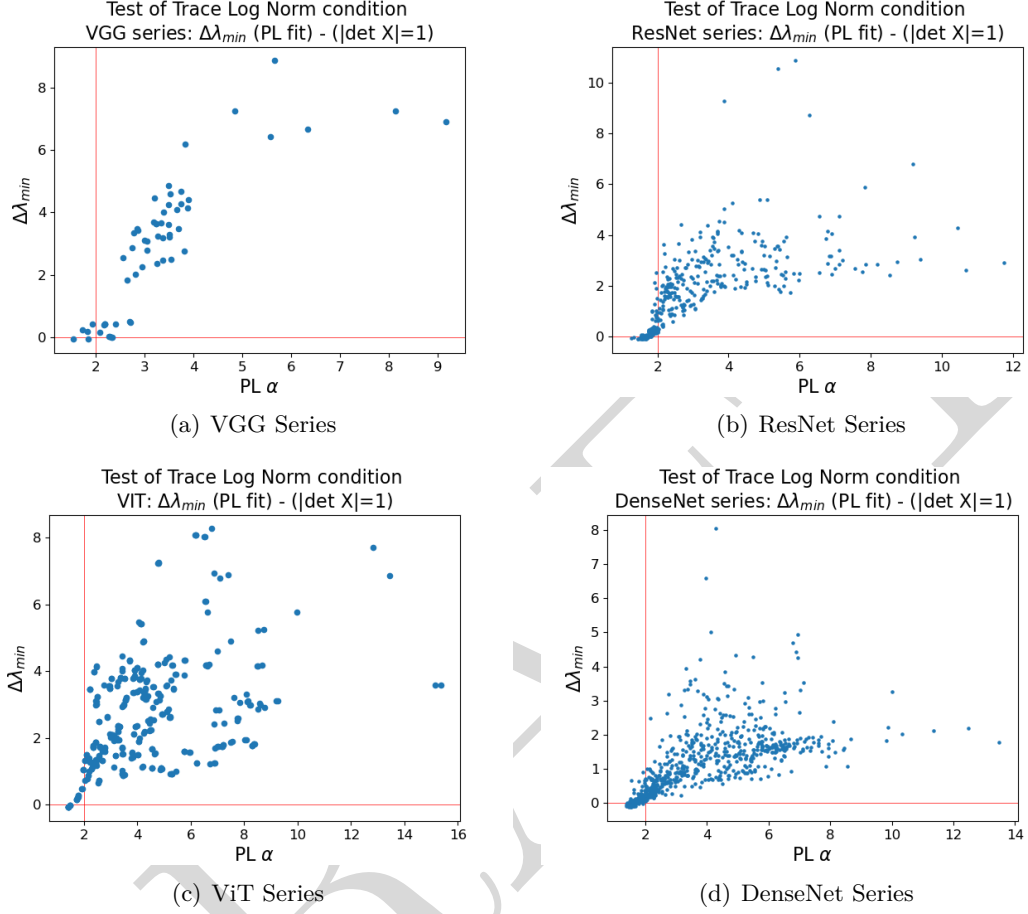 Test of Trace Log Norm condition
VGG series: Δλmin (PL fit) - (|det X|=1)
Δλmin
8
6
4
2
0
2 3 4 5 6 7 8 9
PL α
(a) VGG Series
Test of Trace Log Norm condition
ResNet series: Δλmin (PL fit) - (|det X|=1)
Δλmin
10
8
6
4
2
0
2 4 6 8 10 12
PL α
(b) ResNet Series
Test of Trace Log Norm condition
VIT: Δλmin (PL fit) - (|det X|=1)
Δλmin
8
6
4
2
0
2 4 6 8 10 12 14 16
PL α
(c) ViT Series
Test of Trace Log Norm condition
DenseNet series: Δλmin (PL fit) - (|det X|=1)
Δλmin
8
7
6
5
4
3
2
1
0
2 4 6 8 10 12 14
PL α
(d) DenseNet Series